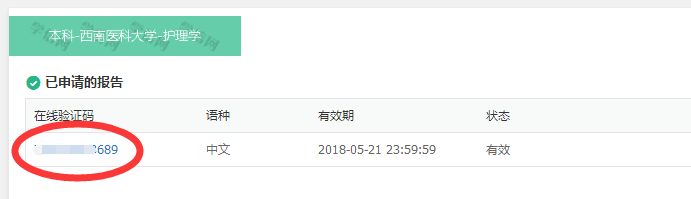 本科-西南医科大学-护理学
已申请的报告
在线验证码 语种 有效期 状态
689 中文 2018-05-21 23:59:59 有效